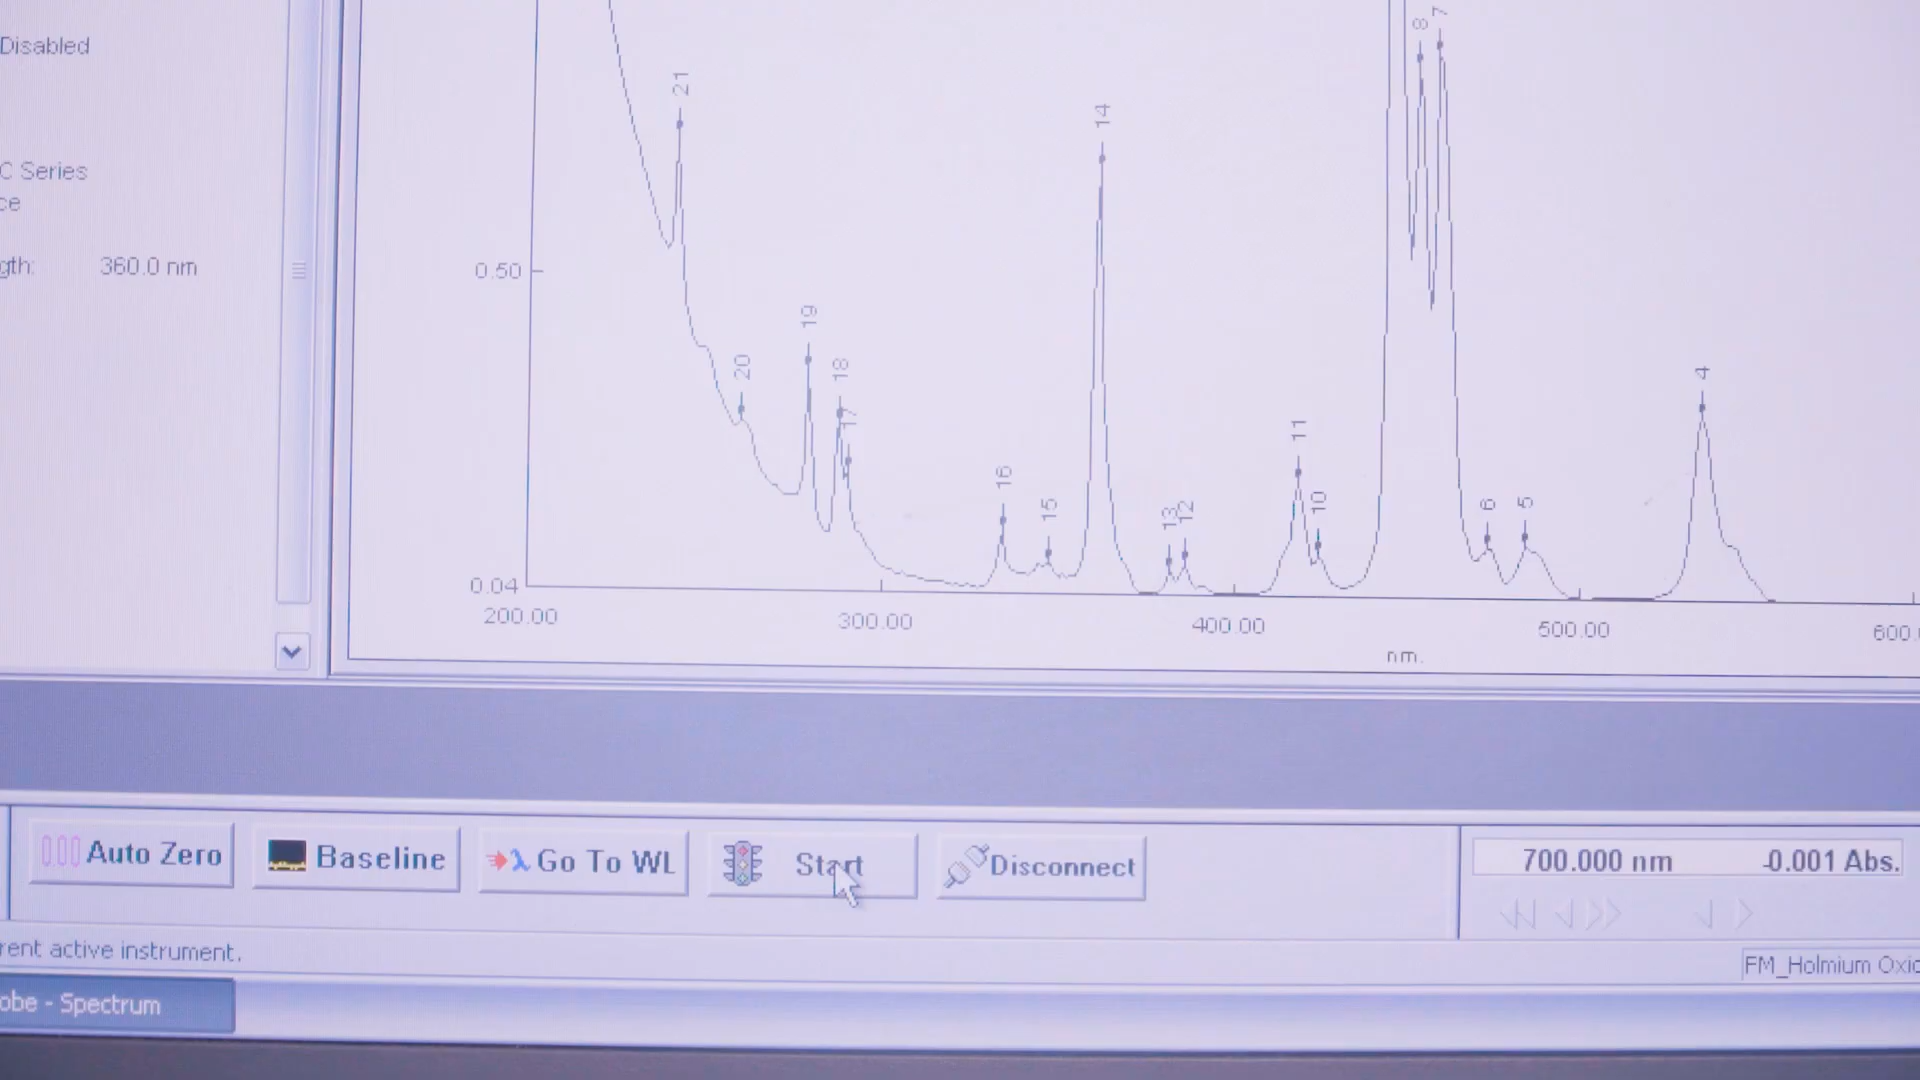 Disabled
C Series
ce
gth: 360.0 nm
0.50
0.04
200.00 300.00 400.00 500.00 600.
nm.
21
20
19
18
17
16
15
14
13
12
11
10
8
7
6
5
4
Auto Zero
Baseline
Go To WL
Start
Disconnect
700.000 nm -0.001 Abs.
rent active instrument.
FM_Holmium Oxid
obe - Spectrum